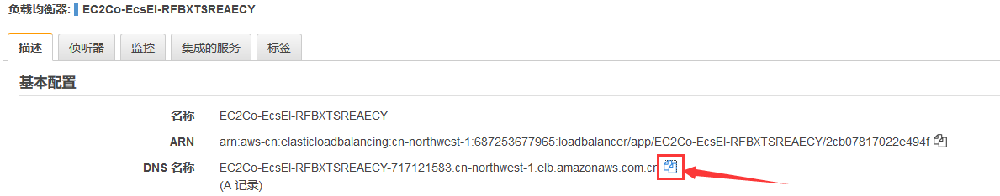 负载均衡器: EC2Co-EcsEl-RFBXTSREAECY
描述 侦听器 监控 集成的服务 标签
基本配置
名称 EC2Co-EcsEl-RFBXTSREAECY
ARN arn:aws-cn:elasticloadbalancing:cn-northwest-1:687253677965:loadbalancer/app/EC2Co-EcsEl-RFBXTSREAECY/2cb07817022e494f
DNS 名称 EC2Co-EcsEl-RFBXTSREAECY-717121583.cn-northwest-1.elb.amazonaws.com.cn
(A 记录)